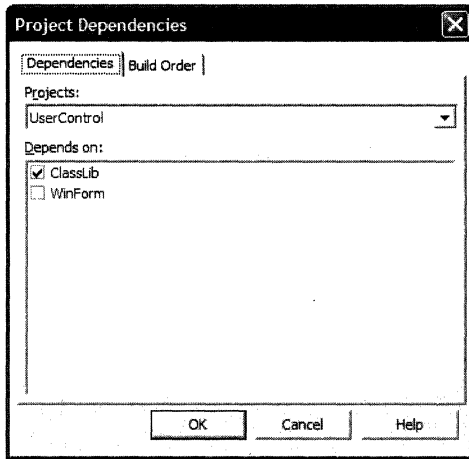 Project Dependencies
Dependencies Build Order
Projects:
UserControl
Depends on:
ClassLib
WinForm
OK Cancel Help